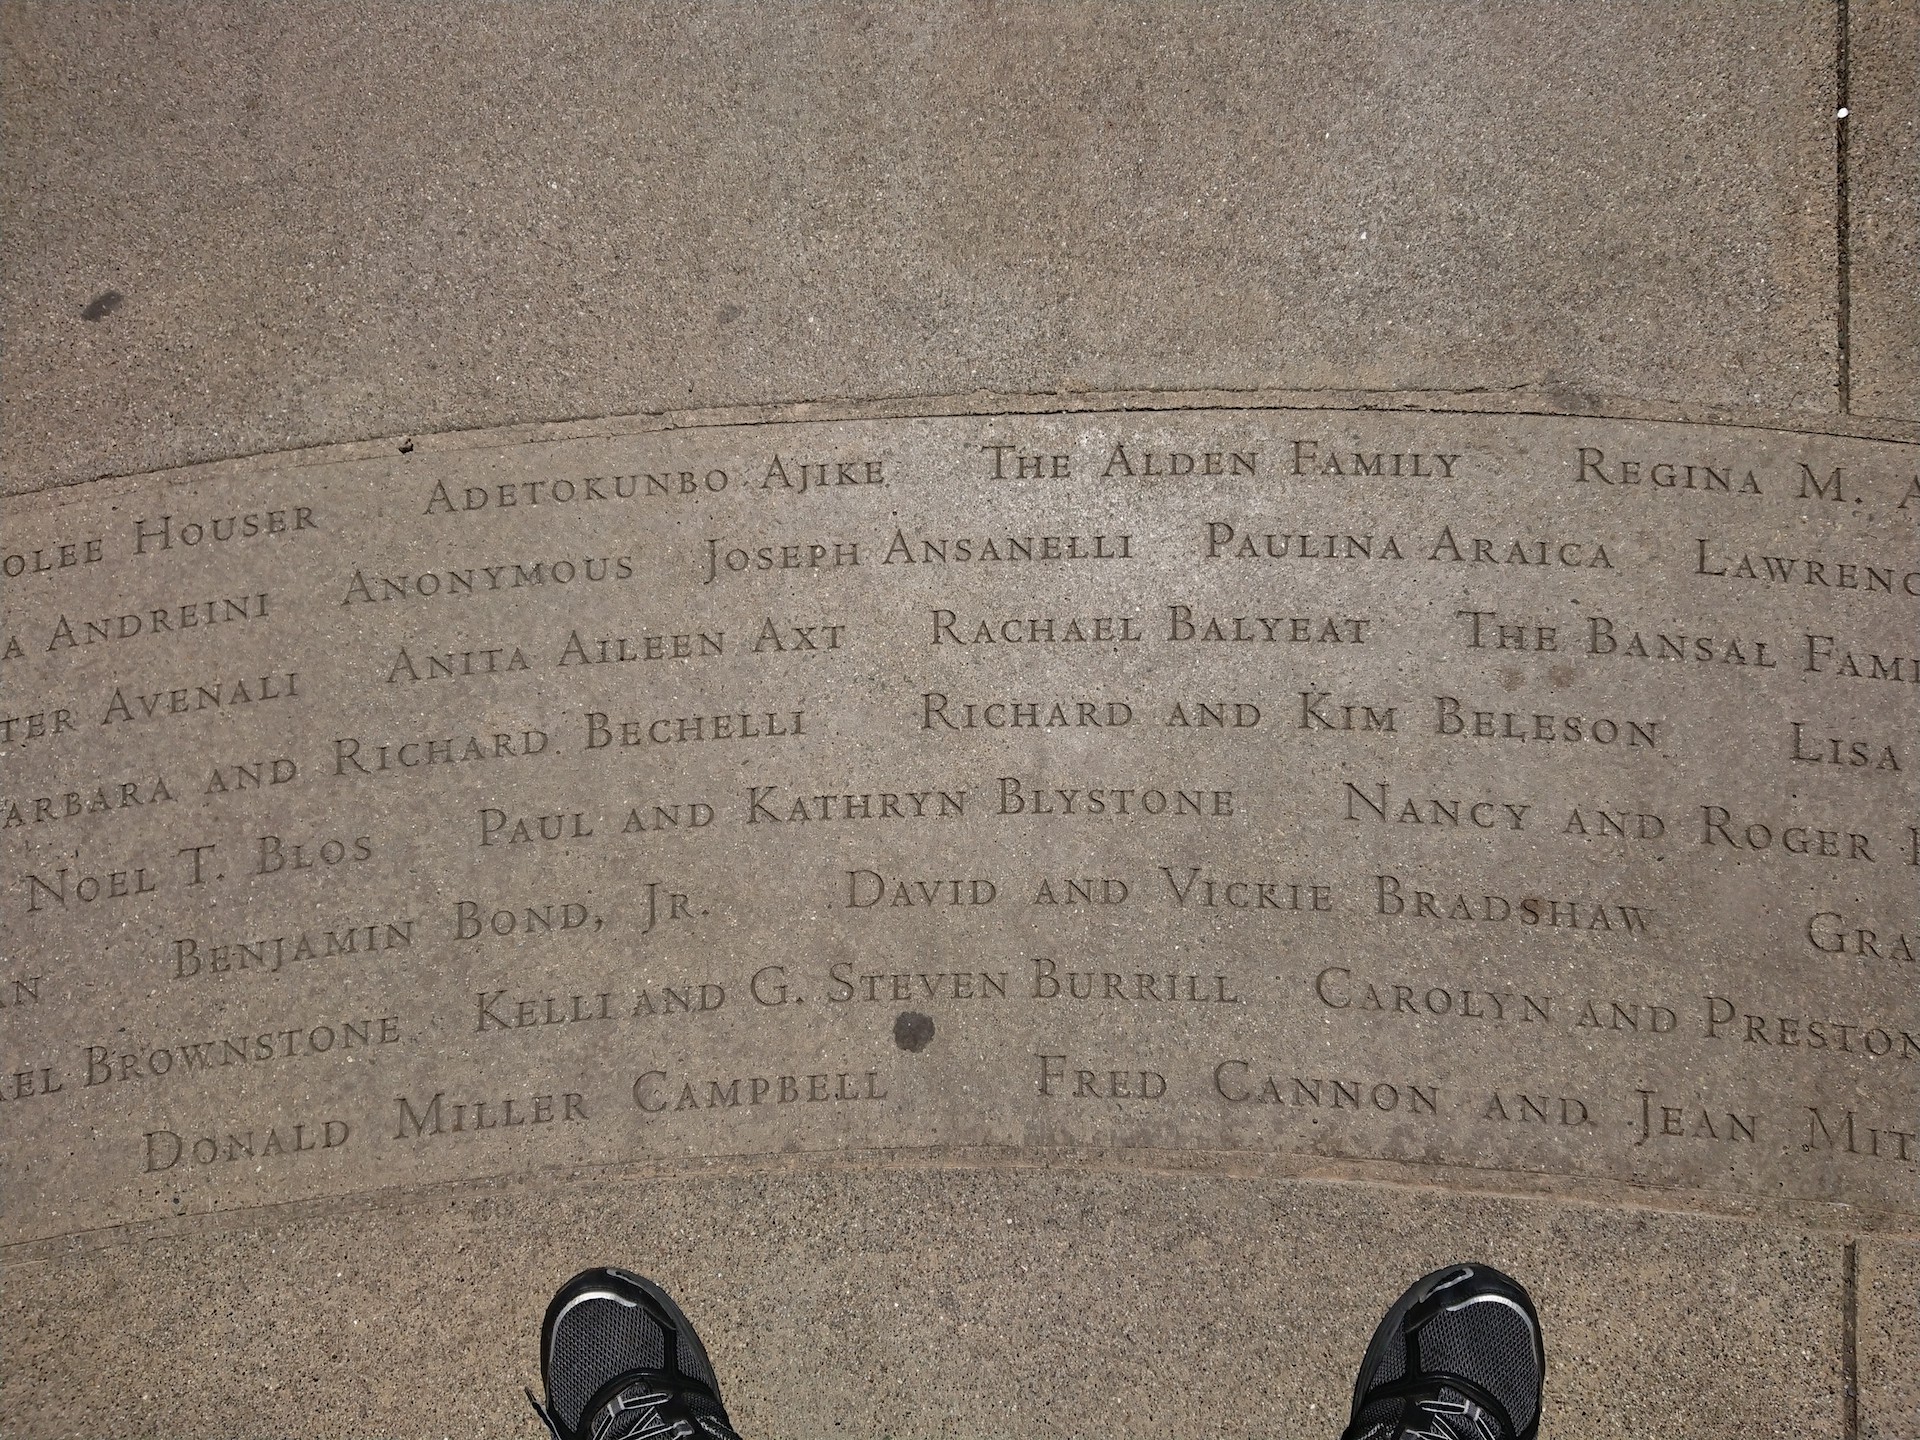 Houser Adetokunbo Ajike The Alden Family Regina M.
Andreini Anonymous Joseph Ansanelli Paulina Araica
Avenali Anita Aileen Axt Rachael Balyeat The Bansal
and Richard Bechelli Richard and Kim Beleson Lisa
Noel T. Blos Paul and Kathryn Blystone Nancy and Roger
Benjamin Bond, Jr. David and Vickie Bradshaw
Brownstone Kelli and G. Steven Burrill Carolyn and Preston
Donald Miller Campbell Fred Cannon and Jean